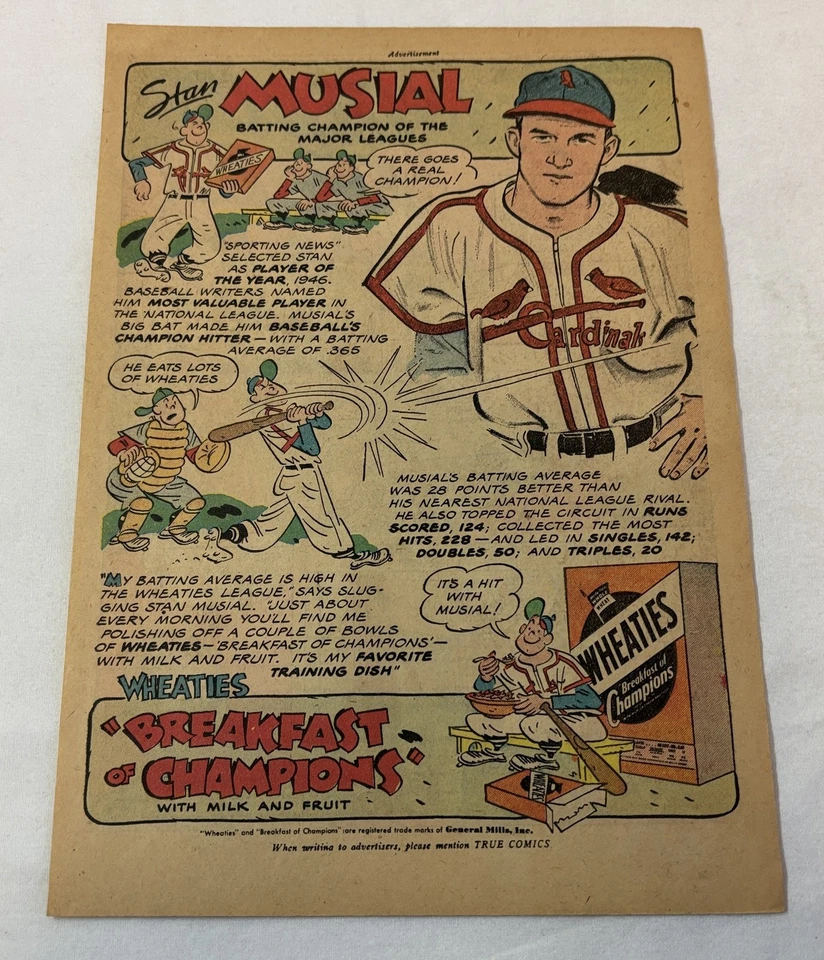 Advertisement
Stan MUSIAL
BATTING CHAMPION OF THE
MAJOR LEAGUES
WHEATIES
THERE GOES
A REAL
CHAMPION!
"SPORTING NEWS"
SELECTED STAN
AS PLAYER OF
THE YEAR, 1946.
BASEBALL WRITERS NAMED
HIM MOST VALUABLE PLAYER IN
THE NATIONAL LEAGUE. MUSIAL'S
BIG BAT MADE HIM BASEBALL'S
CHAMPION HITTER — WITH A BATTING
AVERAGE OF .365
Cardinals
HE EATS LOTS
OF WHEATIES
MUSIAL'S BATTING AVERAGE
WAS 28 POINTS BETTER THAN
HIS NEAREST NATIONAL LEAGUE RIVAL.
HE ALSO TOPPED THE CIRCUIT IN RUNS
SCORED, 124; COLLECTED THE MOST
HITS, 228 — AND LED IN SINGLES, 142;
DOUBLES, 50; AND TRIPLES, 20
"MY BATTING AVERAGE IS HIGH IN
THE WHEATIES LEAGUE," SAYS SLUG-
GING STAN MUSIAL. "JUST ABOUT
EVERY MORNING YOU'LL FIND ME
POLISHING OFF A COUPLE OF BOWLS
OF WHEATIES — 'BREAKFAST OF CHAMPIONS' —
WITH MILK AND FRUIT. IT'S MY FAVORITE
TRAINING DISH"
IT'S A HIT
WITH
MUSIAL!
WHEATIES
Breakfast of
Champions
WHEATIES
"BREAKFAST
OF CHAMPIONS"
WITH MILK AND FRUIT
WHEATIES
"Wheaties" and "Breakfast of Champions" are registered trade marks of General Mills, Inc.
When writing to advertisers, please mention TRUE COMICS